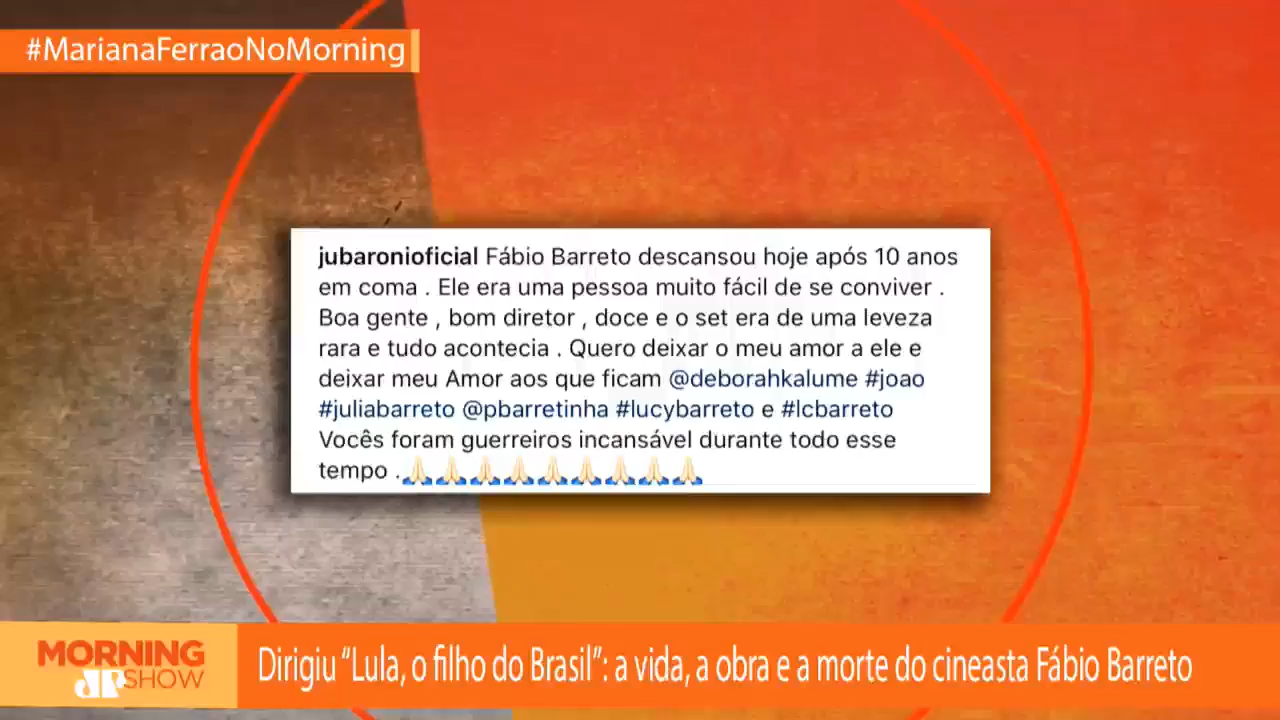 #MarianaFerraoNoMorning
jubaronioficial Fábio Barreto descansou hoje após 10 anos
em coma . Ele era uma pessoa muito fácil de se conviver .
Boa gente , bom diretor , doce e o set era de uma leveza
rara e tudo acontecia . Quero deixar o meu amor a ele e
deixar meu Amor aos que ficam @deborahkalume #joao
#juliabarreto @pbarretinha #lucybarreto e #lcbarreto
Vocês foram guerreiros incansável durante todo esse
tempo . 🙏🏻🙏🏻🙏🏻🙏🏻🙏🏻🙏🏻🙏🏻🙏🏻🙏🏻
MORNING
JP SHOW
Dirigiu “Lula, o filho do Brasil”: a vida, a obra e a morte do cineasta Fábio Barreto